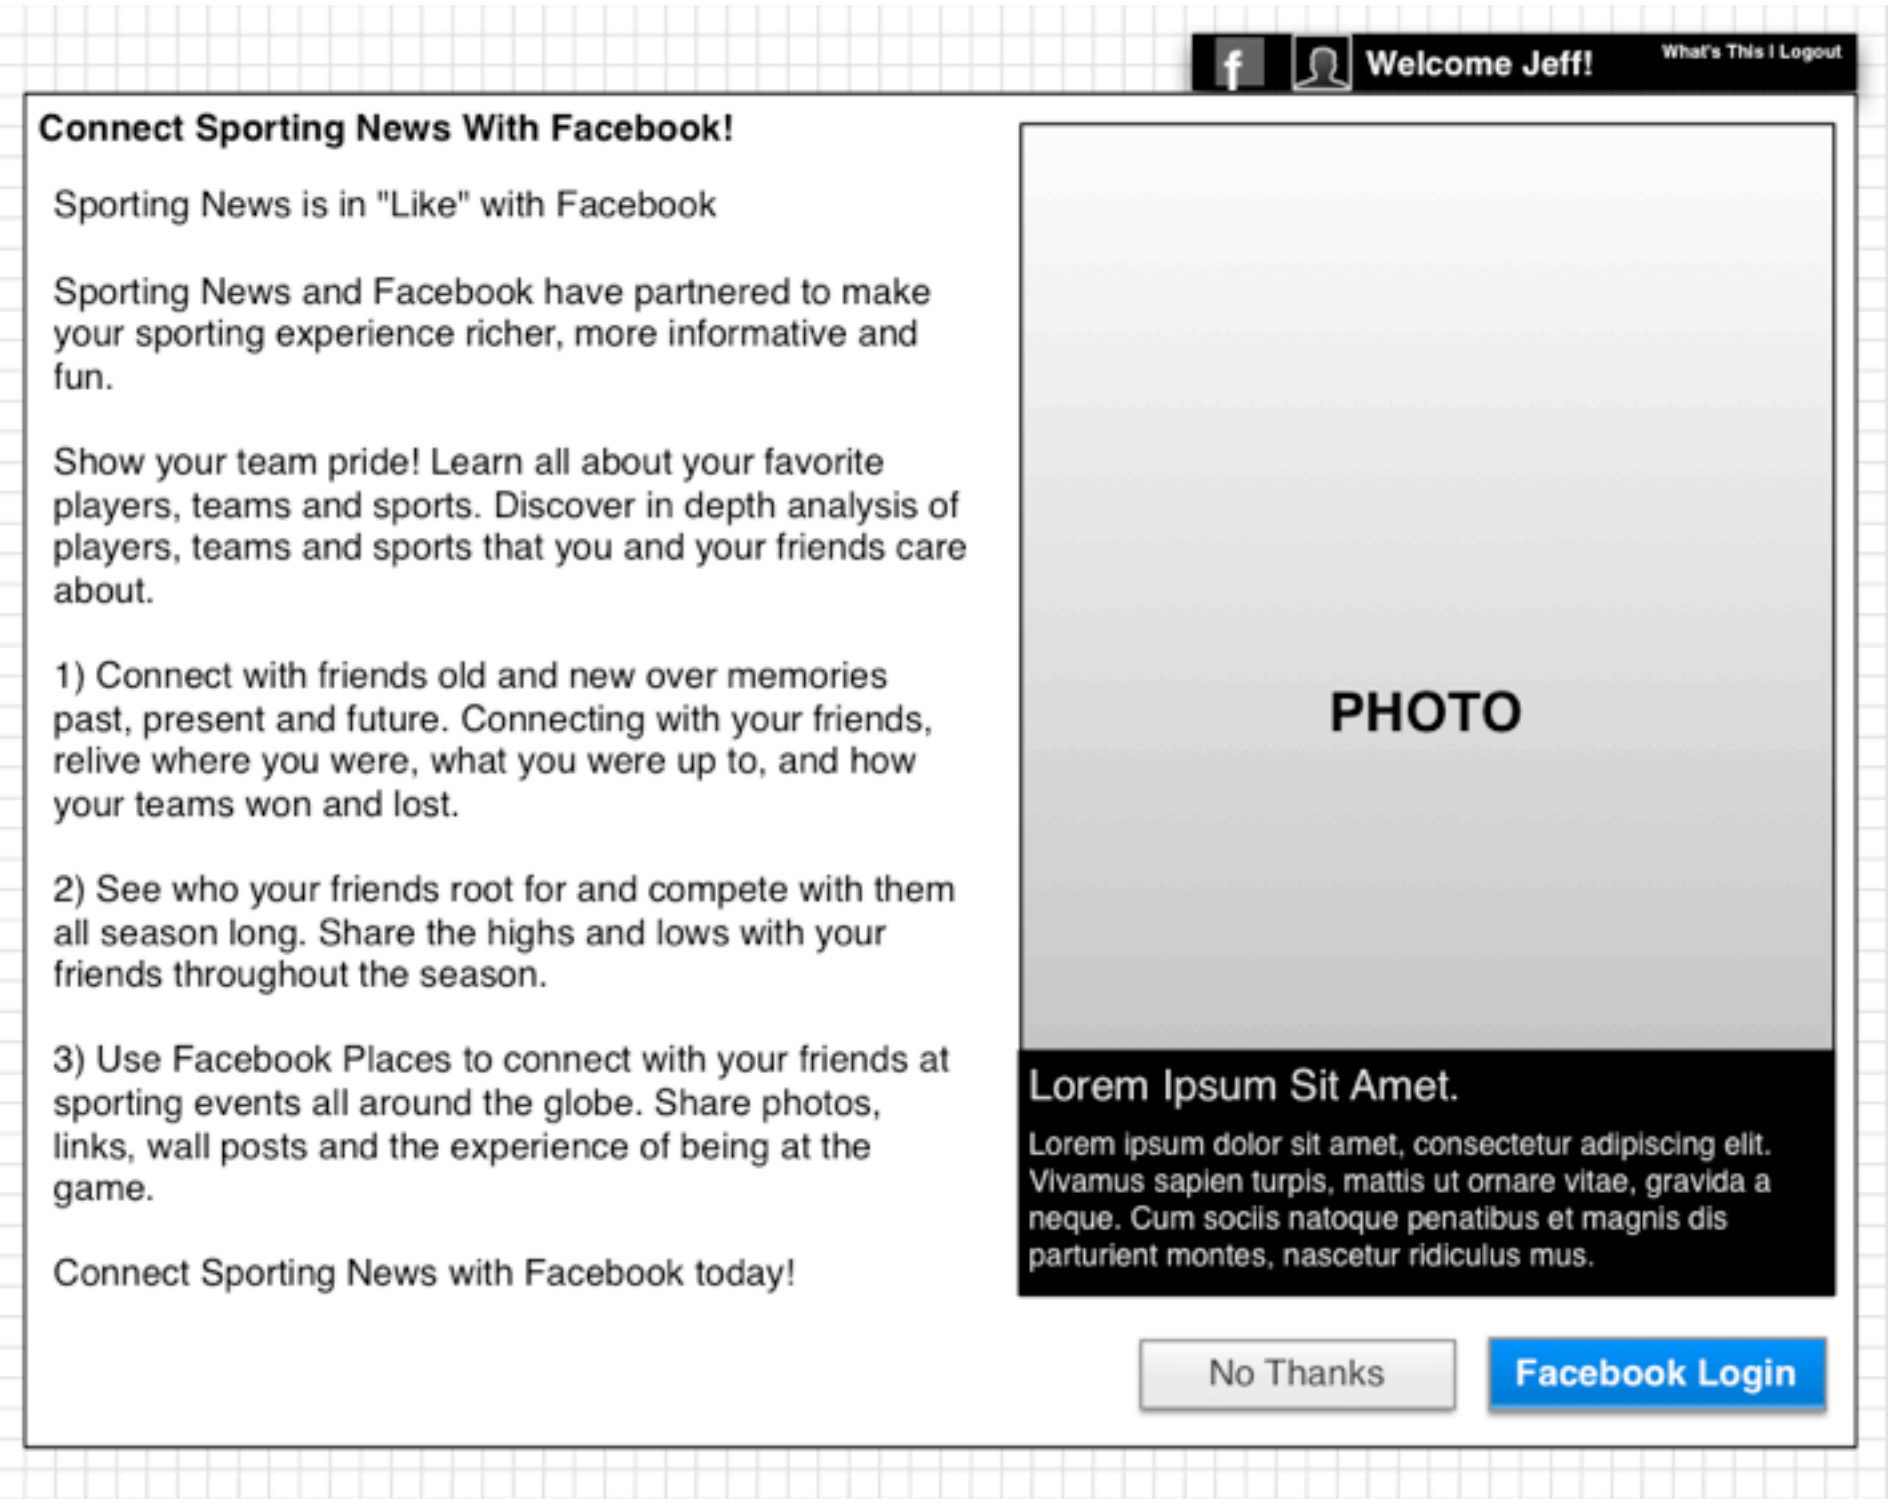 f Welcome Jeff! What's This | Logout
Connect Sporting News With Facebook!
Sporting News is in "Like" with Facebook
Sporting News and Facebook have partnered to make
your sporting experience richer, more informative and
fun.
Show your team pride! Learn all about your favorite
players, teams and sports. Discover in depth analysis of
players, teams and sports that you and your friends care
about.
1) Connect with friends old and new over memories
past, present and future. Connecting with your friends,
relive where you were, what you were up to, and how
your teams won and lost.
2) See who your friends root for and compete with them
all season long. Share the highs and lows with your
friends throughout the season.
3) Use Facebook Places to connect with your friends at
sporting events all around the globe. Share photos,
links, wall posts and the experience of being at the
game.
Connect Sporting News with Facebook today!
PHOTO
Lorem Ipsum Sit Amet.
Lorem ipsum dolor sit amet, consectetur adipiscing elit.
Vivamus sapien turpis, mattis ut ornare vitae, gravida a
neque. Cum sociis natoque penatibus et magnis dis
parturient montes, nascetur ridiculus mus.
No Thanks
Facebook Login